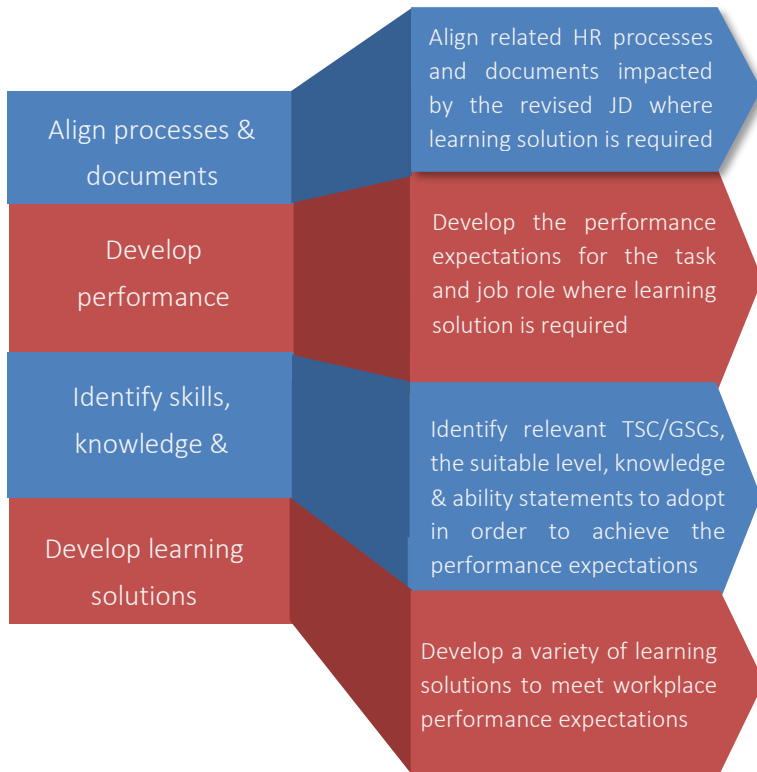 Align processes &
documents
Develop
performance
Identify skills,
knowledge &
Develop learning
solutions
Align related HR processes
and documents impacted
by the revised JD where
learning solution is required
Develop the performance
expectations for the task
and job role where learning
solution is required
Identify relevant TSC/GSCs,
the suitable level, knowledge
& ability statements to adopt
in order to achieve the
performance expectations
Develop a variety of learning
solutions to meet workplace
performance expectations